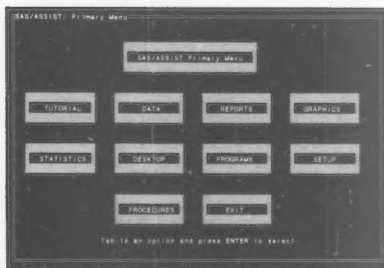 SAS/ASSIST: Primary Menu
SAS/ASSIST Primary Menu
TUTORIAL DATA REPORTS GRAPHICS
STATISTICS DESKTOP PROGRAMS SETUP
PROCEDURES EXIT
Tab to an option and press ENTER to select